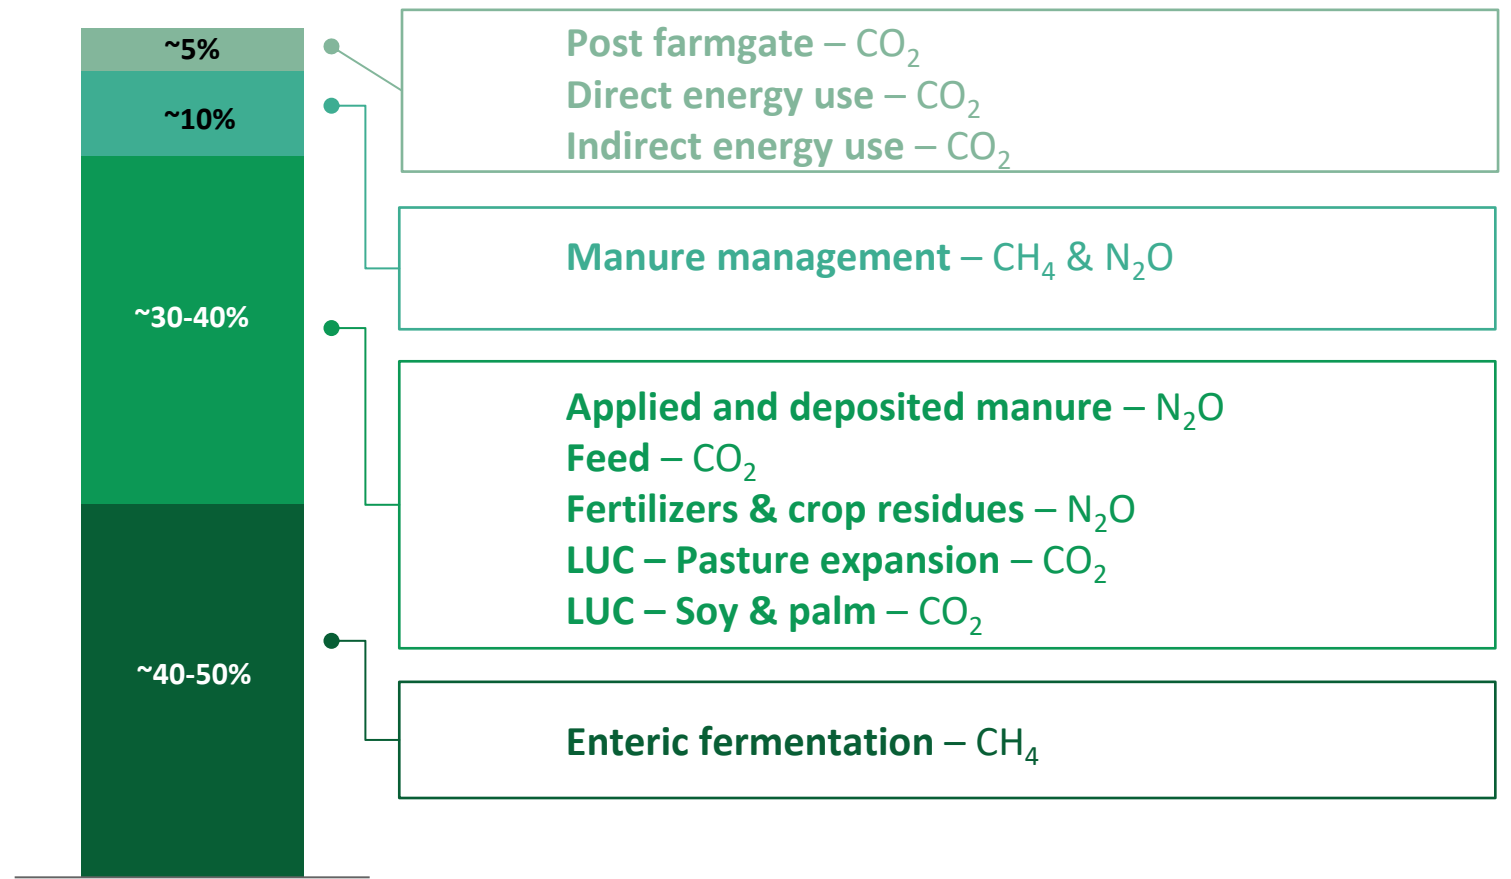 ~5%
Post farmgate – CO₂
Direct energy use – CO₂
Indirect energy use – CO₂
~10%
Manure management – CH₄ & N₂O
~30-40%
Applied and deposited manure – N₂O
Feed – CO₂
Fertilizers & crop residues – N₂O
LUC – Pasture expansion – CO₂
LUC – Soy & palm – CO₂
~40-50%
Enteric fermentation – CH₄